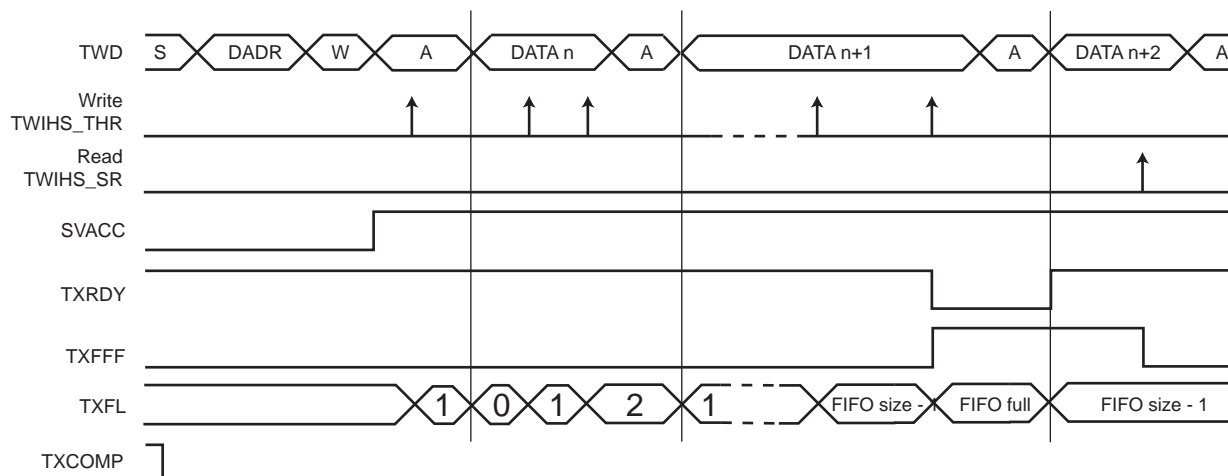 TWD S DADR W A DATA n A DATA n+1 A DATA n+2 A
Write
TWIHS_THR
Read
TWIHS_SR
SVACC
TXRDY
TXFFF
TXFL 1 0 1 2 1 FIFO size - 1 FIFO full FIFO size - 1
TXCOMP